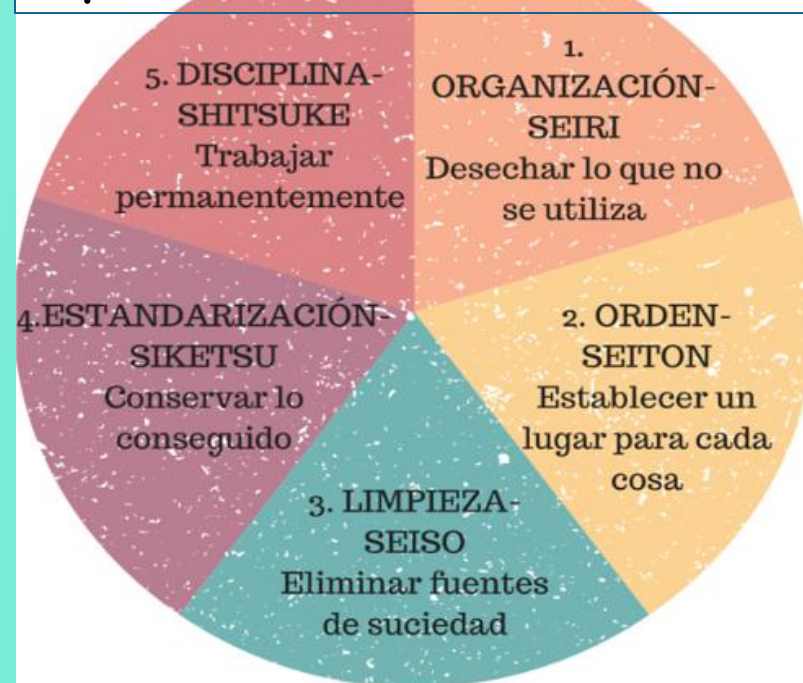 1.
ORGANIZACIÓN-
SEIRI
Desechar lo que no
se utiliza
2. ORDEN-
SEITON
Establecer un
lugar para cada
cosa
3. LIMPIEZA-
SEISO
Eliminar fuentes
de suciedad
4.ESTANDARIZACIÓN-
SIKETSU
Conservar lo
conseguido
5. DISCIPLINA-
SHITSUKE
Trabajar
permanentemente